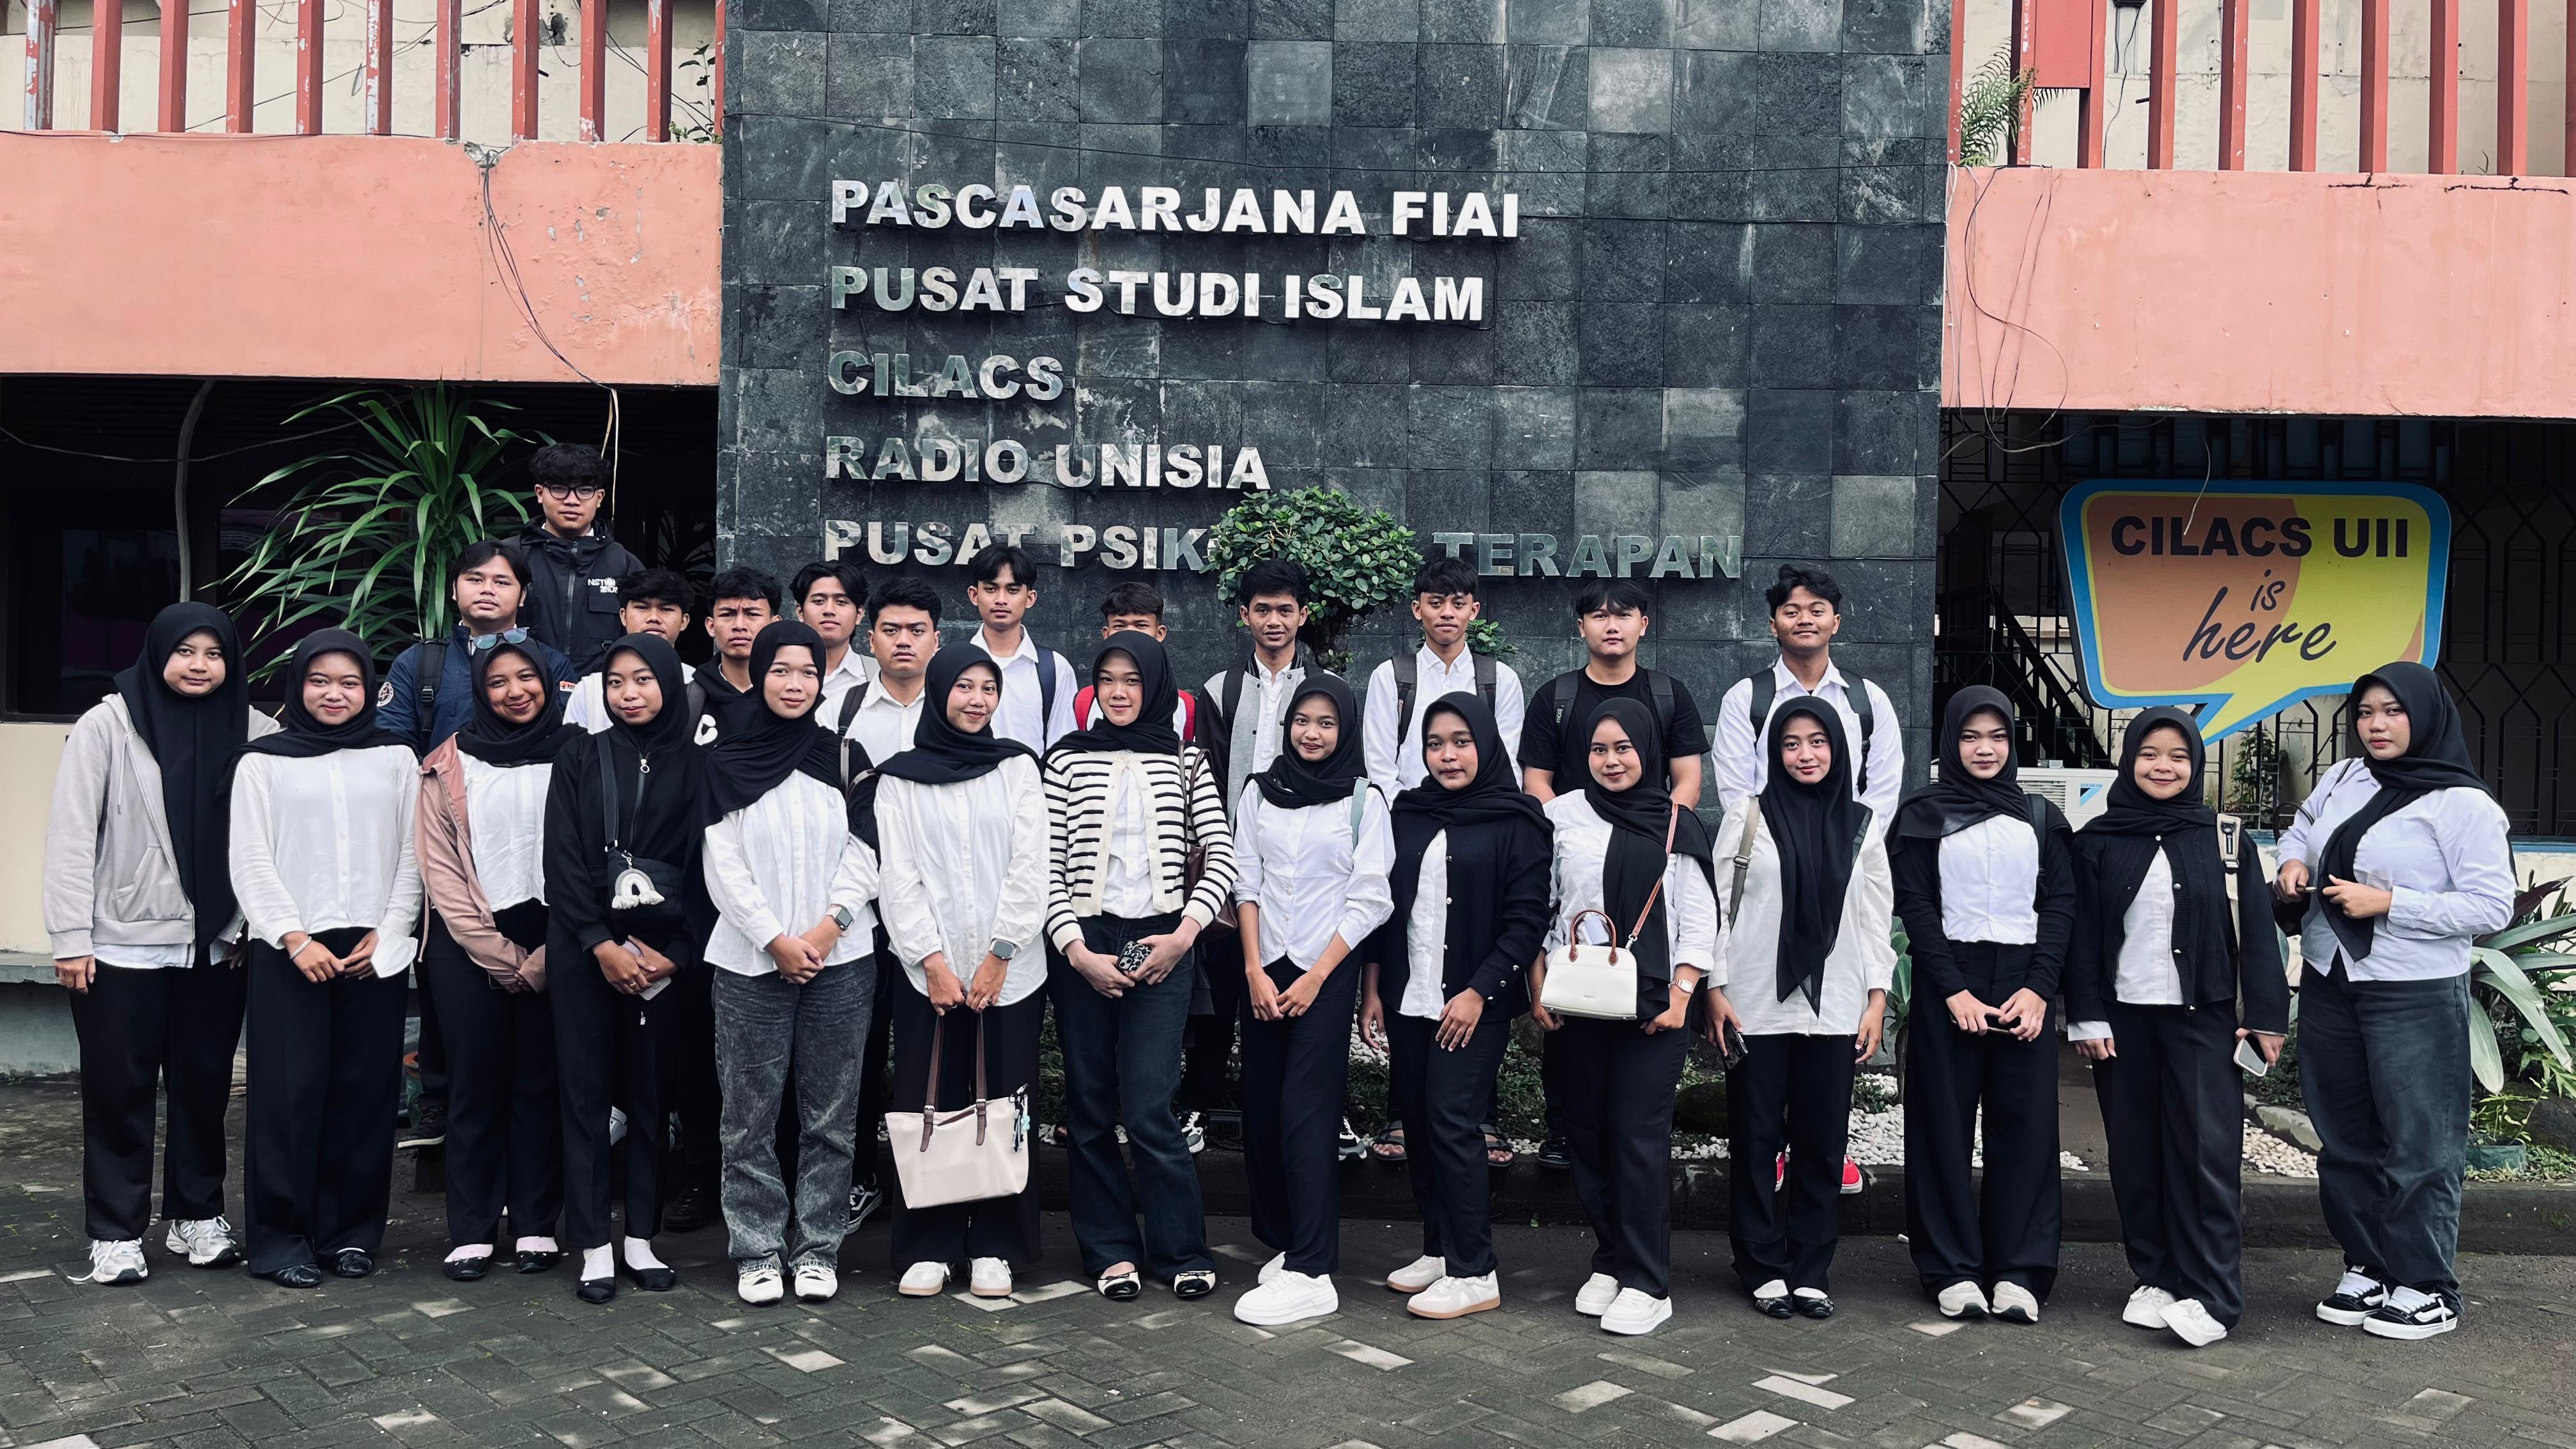 PASCASARJANA FIAI
PUSAT STUDI ISLAM
CILACS
RADIO UNISIA
PUSAT PSIK TERAPAN
CILACS UII
is
here